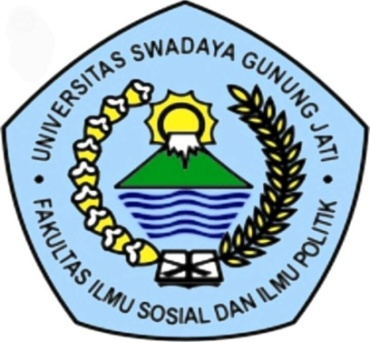 UNIVERSITAS SWADAYA GUNUNG JATI
FAKULTAS ILMU SOSIAL DAN ILMU POLITIK